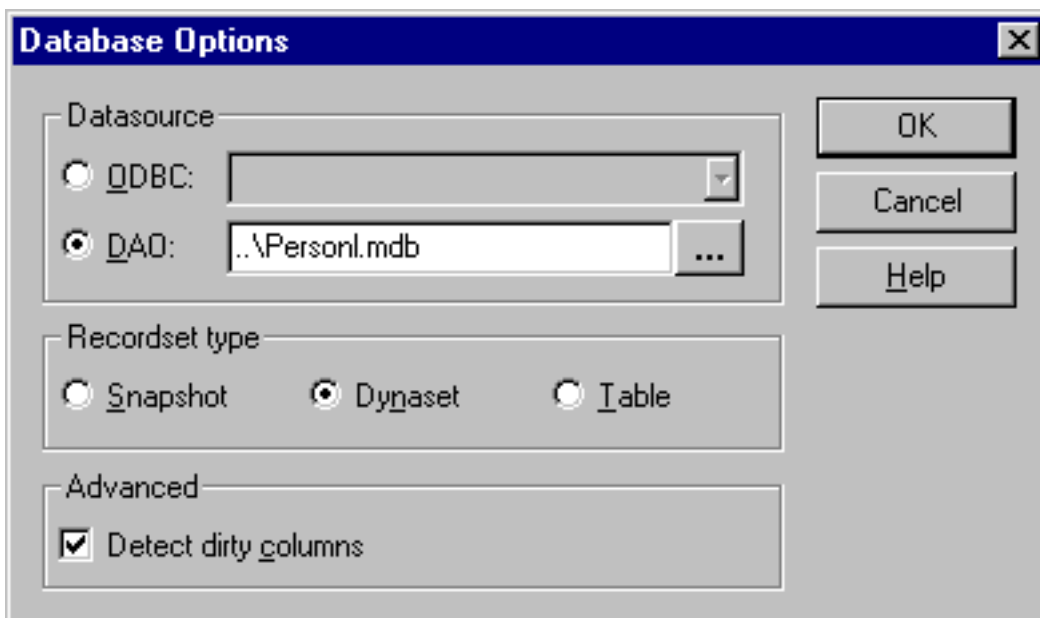 Database Options
Datasource
ODBC:
DAO: ..\Personl.mdb ...
OK
Cancel
Help
Recordset type
Snapshot Dynaset Table
Advanced
Detect dirty columns